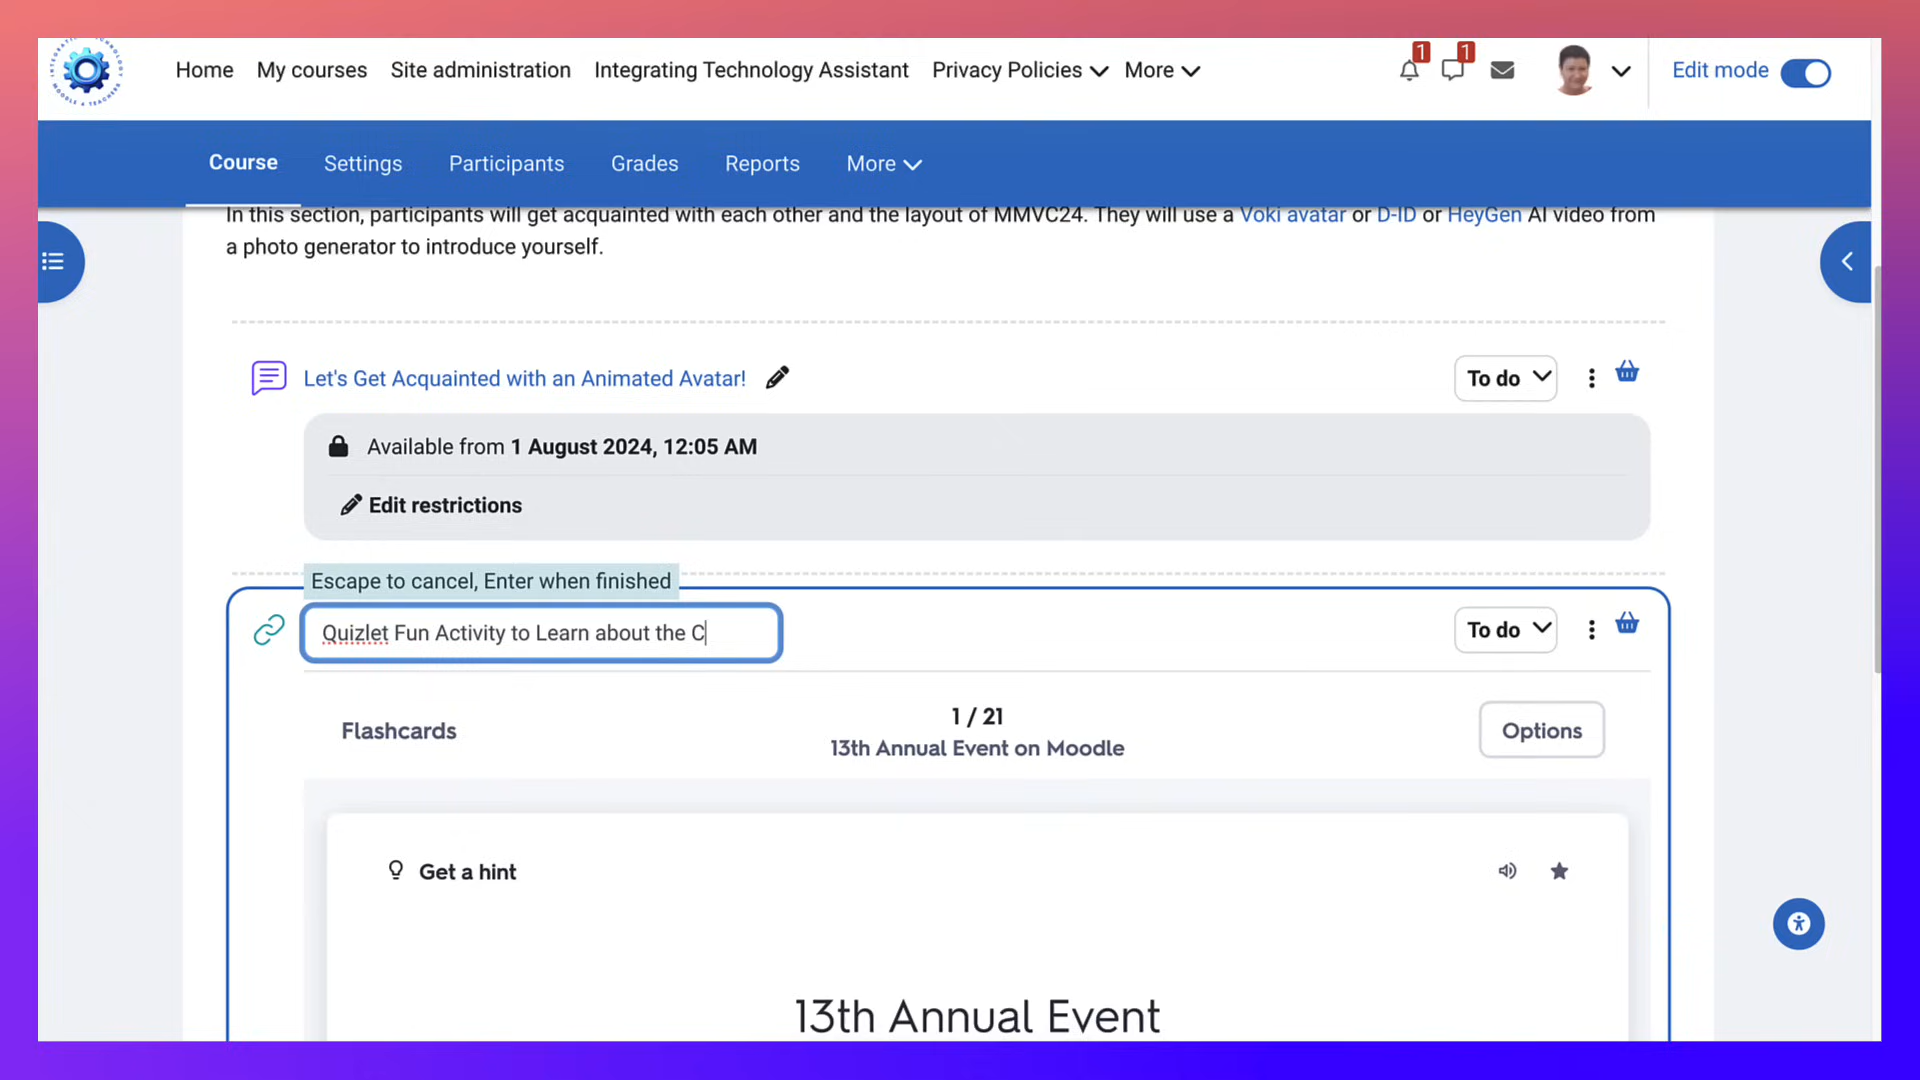 INTEGRATING TECHNOLOGY
MOODLE 4 TEACHERS
Home My courses Site administration Integrating Technology Assistant Privacy Policies More
1 1
Edit mode
Course Settings Participants Grades Reports More
In this section, participants will get acquainted with each other and the layout of MMVC24. They will use a Voki avatar or D-ID or HeyGen AI video from
a photo generator to introduce yourself.
Let's Get Acquainted with an Animated Avatar!
To do
Available from 1 August 2024, 12:05 AM
Edit restrictions
Escape to cancel, Enter when finished
Quizlet Fun Activity to Learn about the C
To do
Flashcards
1 / 21
13th Annual Event on Moodle
Options
Get a hint
13th Annual Event